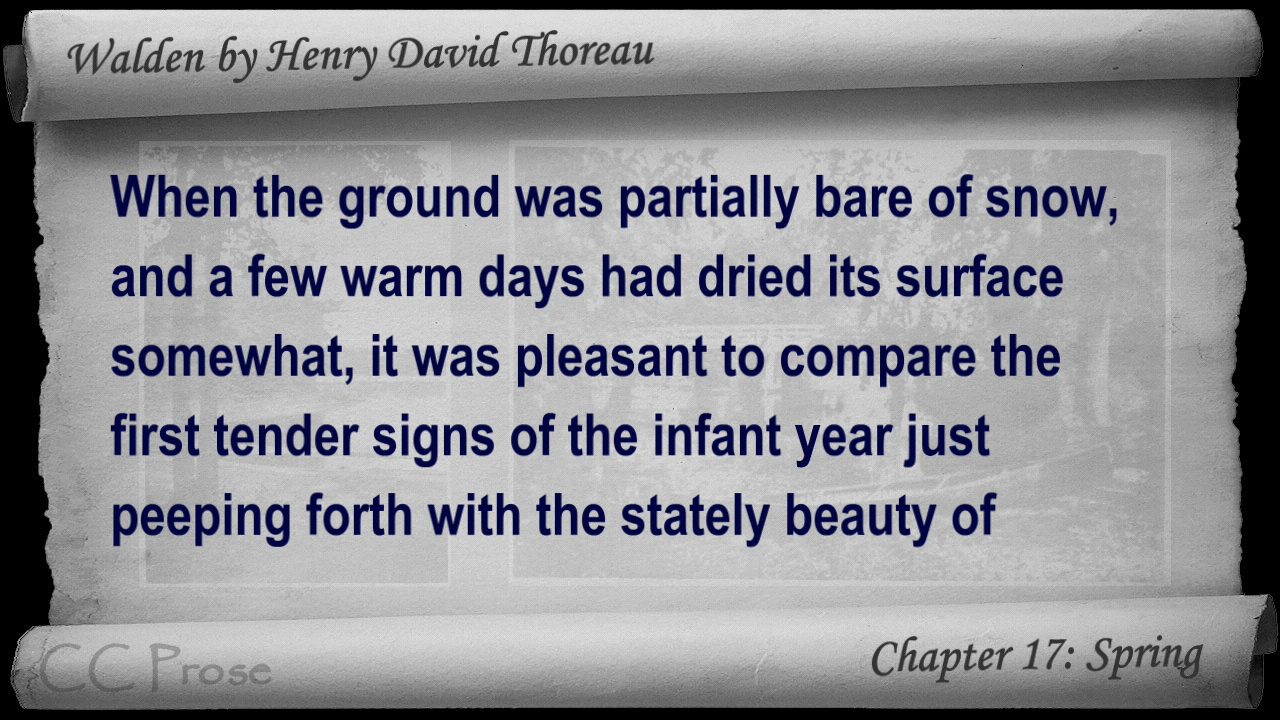 Walden by Henry David Thoreau
When the ground was partially bare of snow,
and a few warm days had dried its surface
somewhat, it was pleasant to compare the
first tender signs of the infant year just
peeping forth with the stately beauty of
CC Prose
Chapter 17: Spring